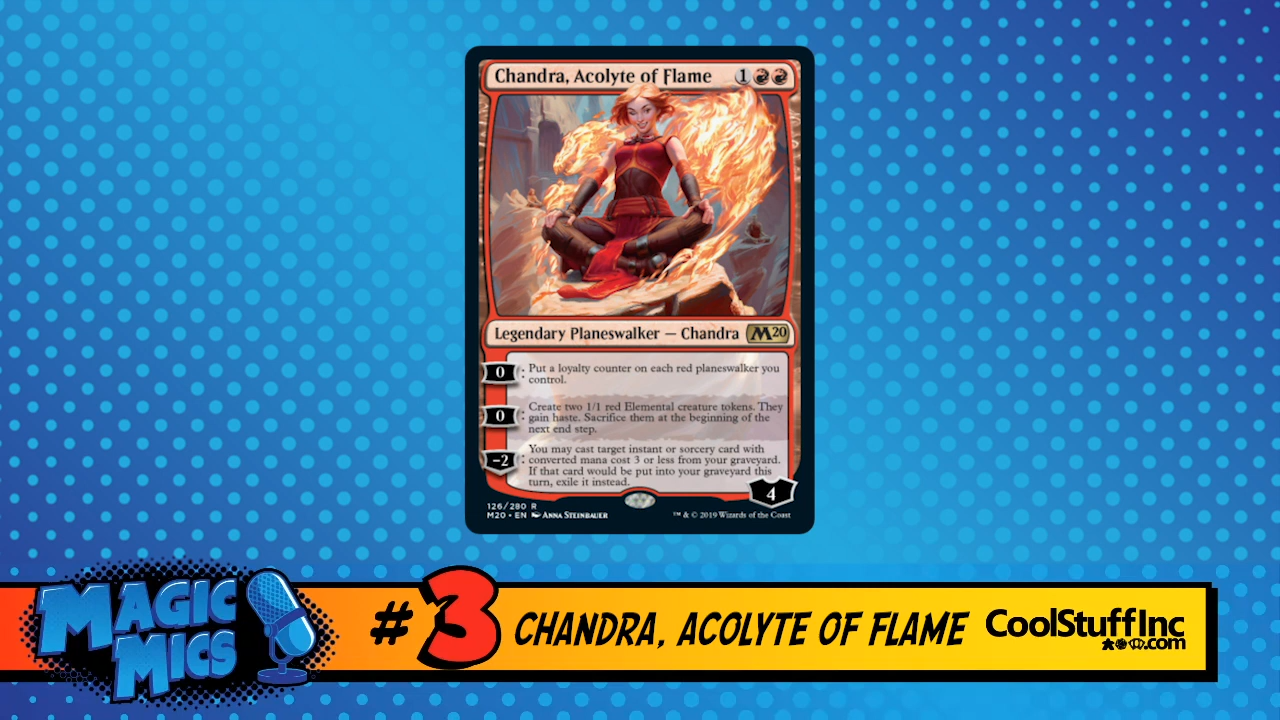 Chandra, Acolyte of Flame 1
Legendary Planeswalker — Chandra M20
0 : Put a loyalty counter on each red planeswalker you
control.
0 : Create two 1/1 red Elemental creature tokens. They
gain haste. Sacrifice them at the beginning of the
next end step.
-2 : You may cast target instant or sorcery card with
converted mana cost 3 or less from your graveyard.
If that card would be put into your graveyard this
turn, exile it instead.
4
126/280 R
M20 • EN Anna Steinbauer ™ & © 2019 Wizards of the Coast
MAGIC
MICS
#3 CHANDRA, ACOLYTE OF FLAME CoolStuffInc
.com